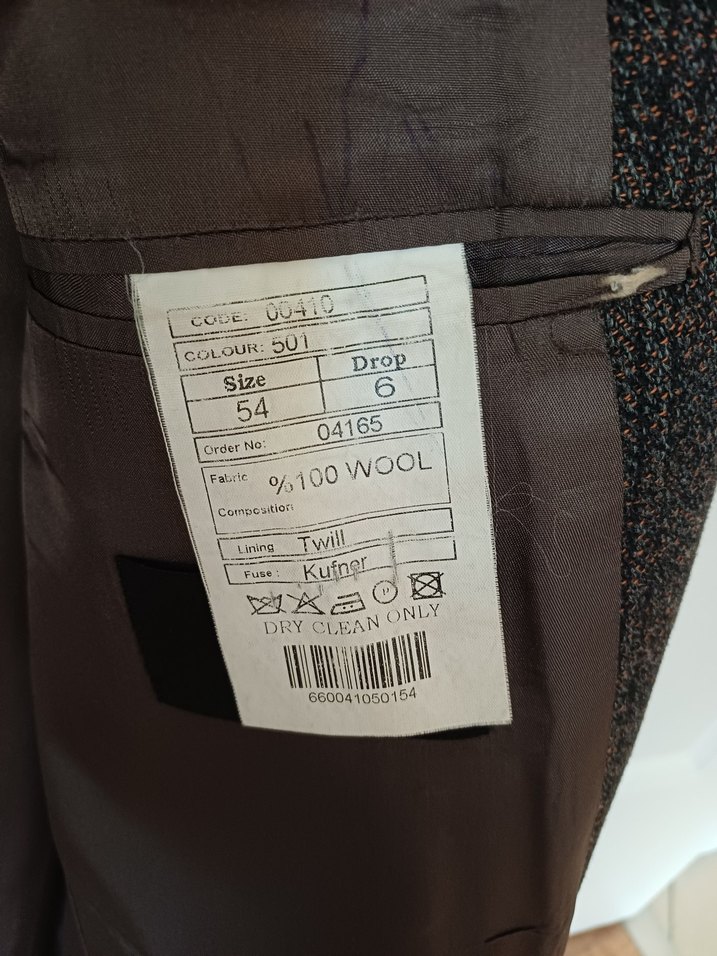 CODE: 00410
COLOUR: 501
Size Drop
54 6
Order No: 04165
Fabric %100 WOOL
Composition:
Lining Twill
Fuse : Kufner
P
DRY CLEAN ONLY
660041050154